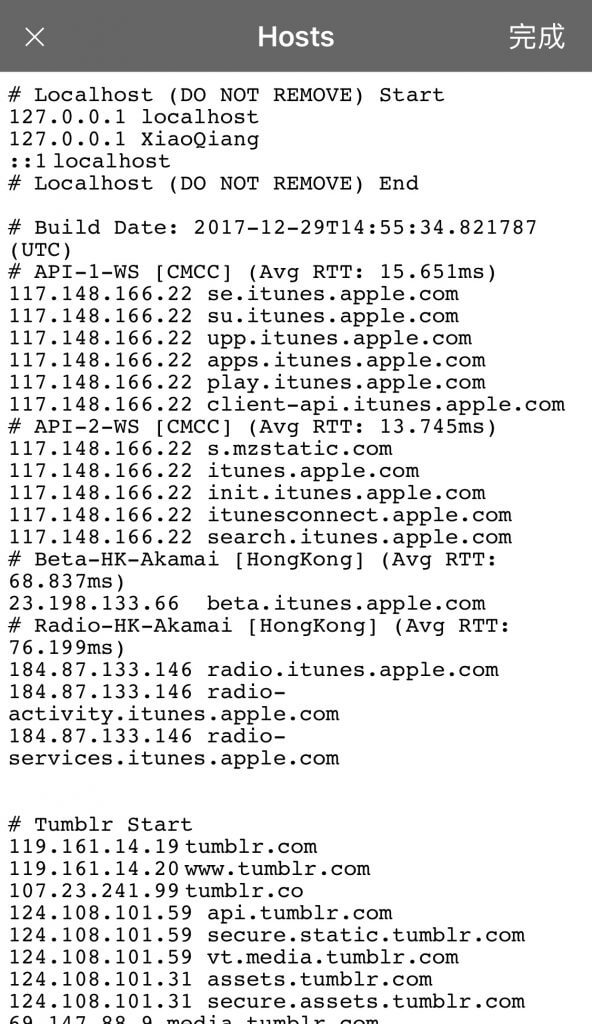 Hosts 完成
# Localhost (DO NOT REMOVE) Start
127.0.0.1 localhost
127.0.0.1 XiaoQiang
::1 localhost
# Localhost (DO NOT REMOVE) End
# Build Date: 2017-12-29T14:55:34.821787
(UTC)
# API-1-WS [CMCC] (Avg RTT: 15.651ms)
117.148.166.22 se.itunes.apple.com
117.148.166.22 su.itunes.apple.com
117.148.166.22 upp.itunes.apple.com
117.148.166.22 apps.itunes.apple.com
117.148.166.22 play.itunes.apple.com
117.148.166.22 client-api.itunes.apple.com
# API-2-WS [CMCC] (Avg RTT: 13.745ms)
117.148.166.22 s.mzstatic.com
117.148.166.22 itunes.apple.com
117.148.166.22 init.itunes.apple.com
117.148.166.22 itunesconnect.apple.com
117.148.166.22 search.itunes.apple.com
# Beta-HK-Akamai [HongKong] (Avg RTT:
68.837ms)
23.198.133.66  beta.itunes.apple.com
# Radio-HK-Akamai [HongKong] (Avg RTT:
76.199ms)
184.87.133.146 radio.itunes.apple.com
184.87.133.146 radio-
activity.itunes.apple.com
184.87.133.146 radio-
services.itunes.apple.com
# Tumblr Start
119.161.14.19 tumblr.com
119.161.14.20 www.tumblr.com
107.23.241.99 tumblr.co
124.108.101.59 api.tumblr.com
124.108.101.59 secure.static.tumblr.com
124.108.101.59 vt.media.tumblr.com
124.108.101.31 assets.tumblr.com
124.108.101.31 secure.assets.tumblr.com
69.147.88.9 media.tumblr.com